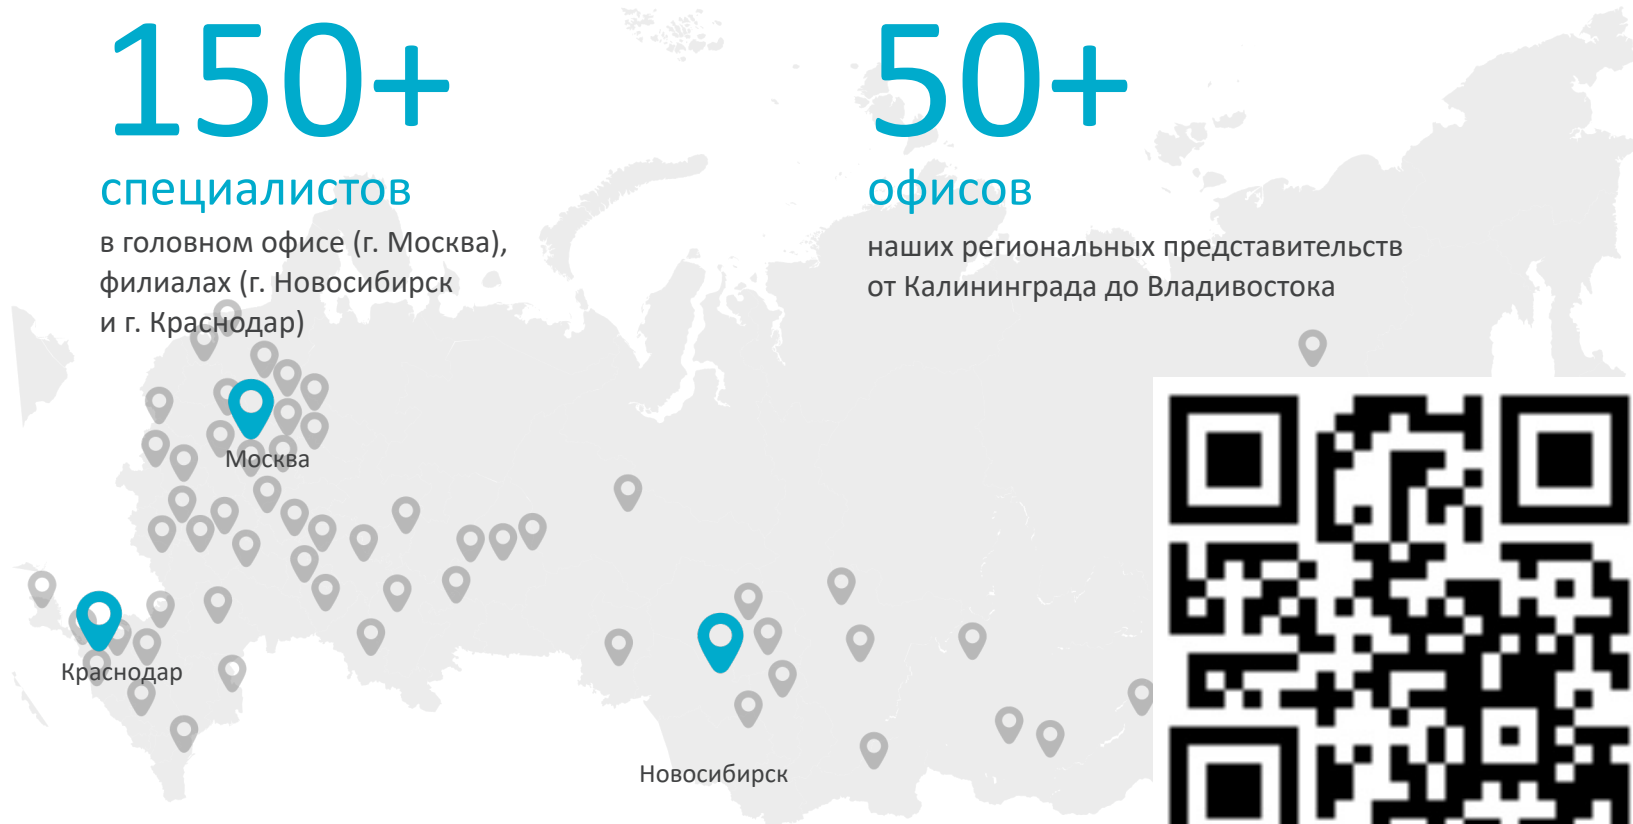 150+
специалистов
в головном офисе (г. Москва),
филиалах (г. Новосибирск
и г. Краснодар)
50+
офисов
наших региональных представительств
от Калининграда до Владивостока
Москва
Краснодар
Новосибирск